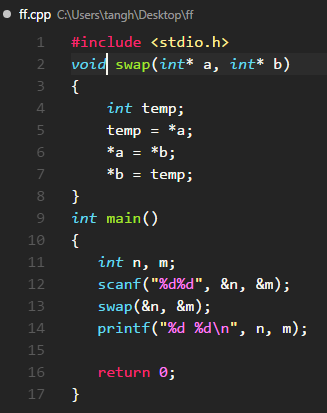 ff.cpp C:\Users\tangh\Desktop\ff
1 #include <stdio.h>
2 void swap(int* a, int* b)
3 {
4     int temp;
5     temp = *a;
6     *a = *b;
7     *b = temp;
8 }
9 int main()
10 {
11    int n, m;
12    scanf("%d%d", &n, &m);
13    swap(&n, &m);
14    printf("%d %d\n", n, m);
15
16    return 0;
17 }